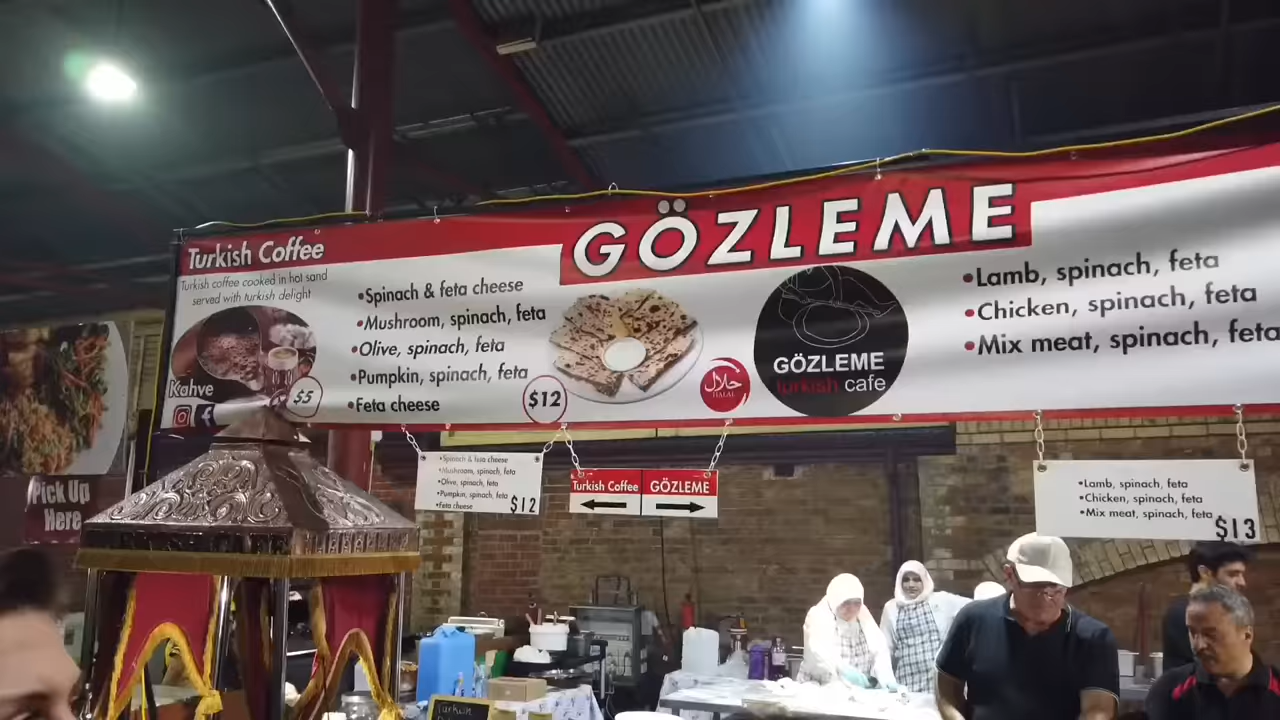 GÖZLEME
Turkish Coffee
Turkish coffee cooked in hot sand
served with turkish delight
Kahve
$5
•Spinach & feta cheese
•Mushroom, spinach, feta
•Olive, spinach, feta
•Pumpkin, spinach, feta
•Feta cheese
$12
حلال
HALAL
GÖZLEME
turkish cafe
•Lamb, spinach, feta
•Chicken, spinach, feta
•Mix meat, spinach, feta
•Spinach & feta cheese
•Mushroom, spinach, feta
•Olive, spinach, feta
•Pumpkin, spinach, feta
•Feta cheese
$12
Turkish Coffee
GÖZLEME
•Lamb, spinach, feta
•Chicken, spinach, feta
•Mix meat, spinach, feta
$13
Pick Up
Here
Turkish